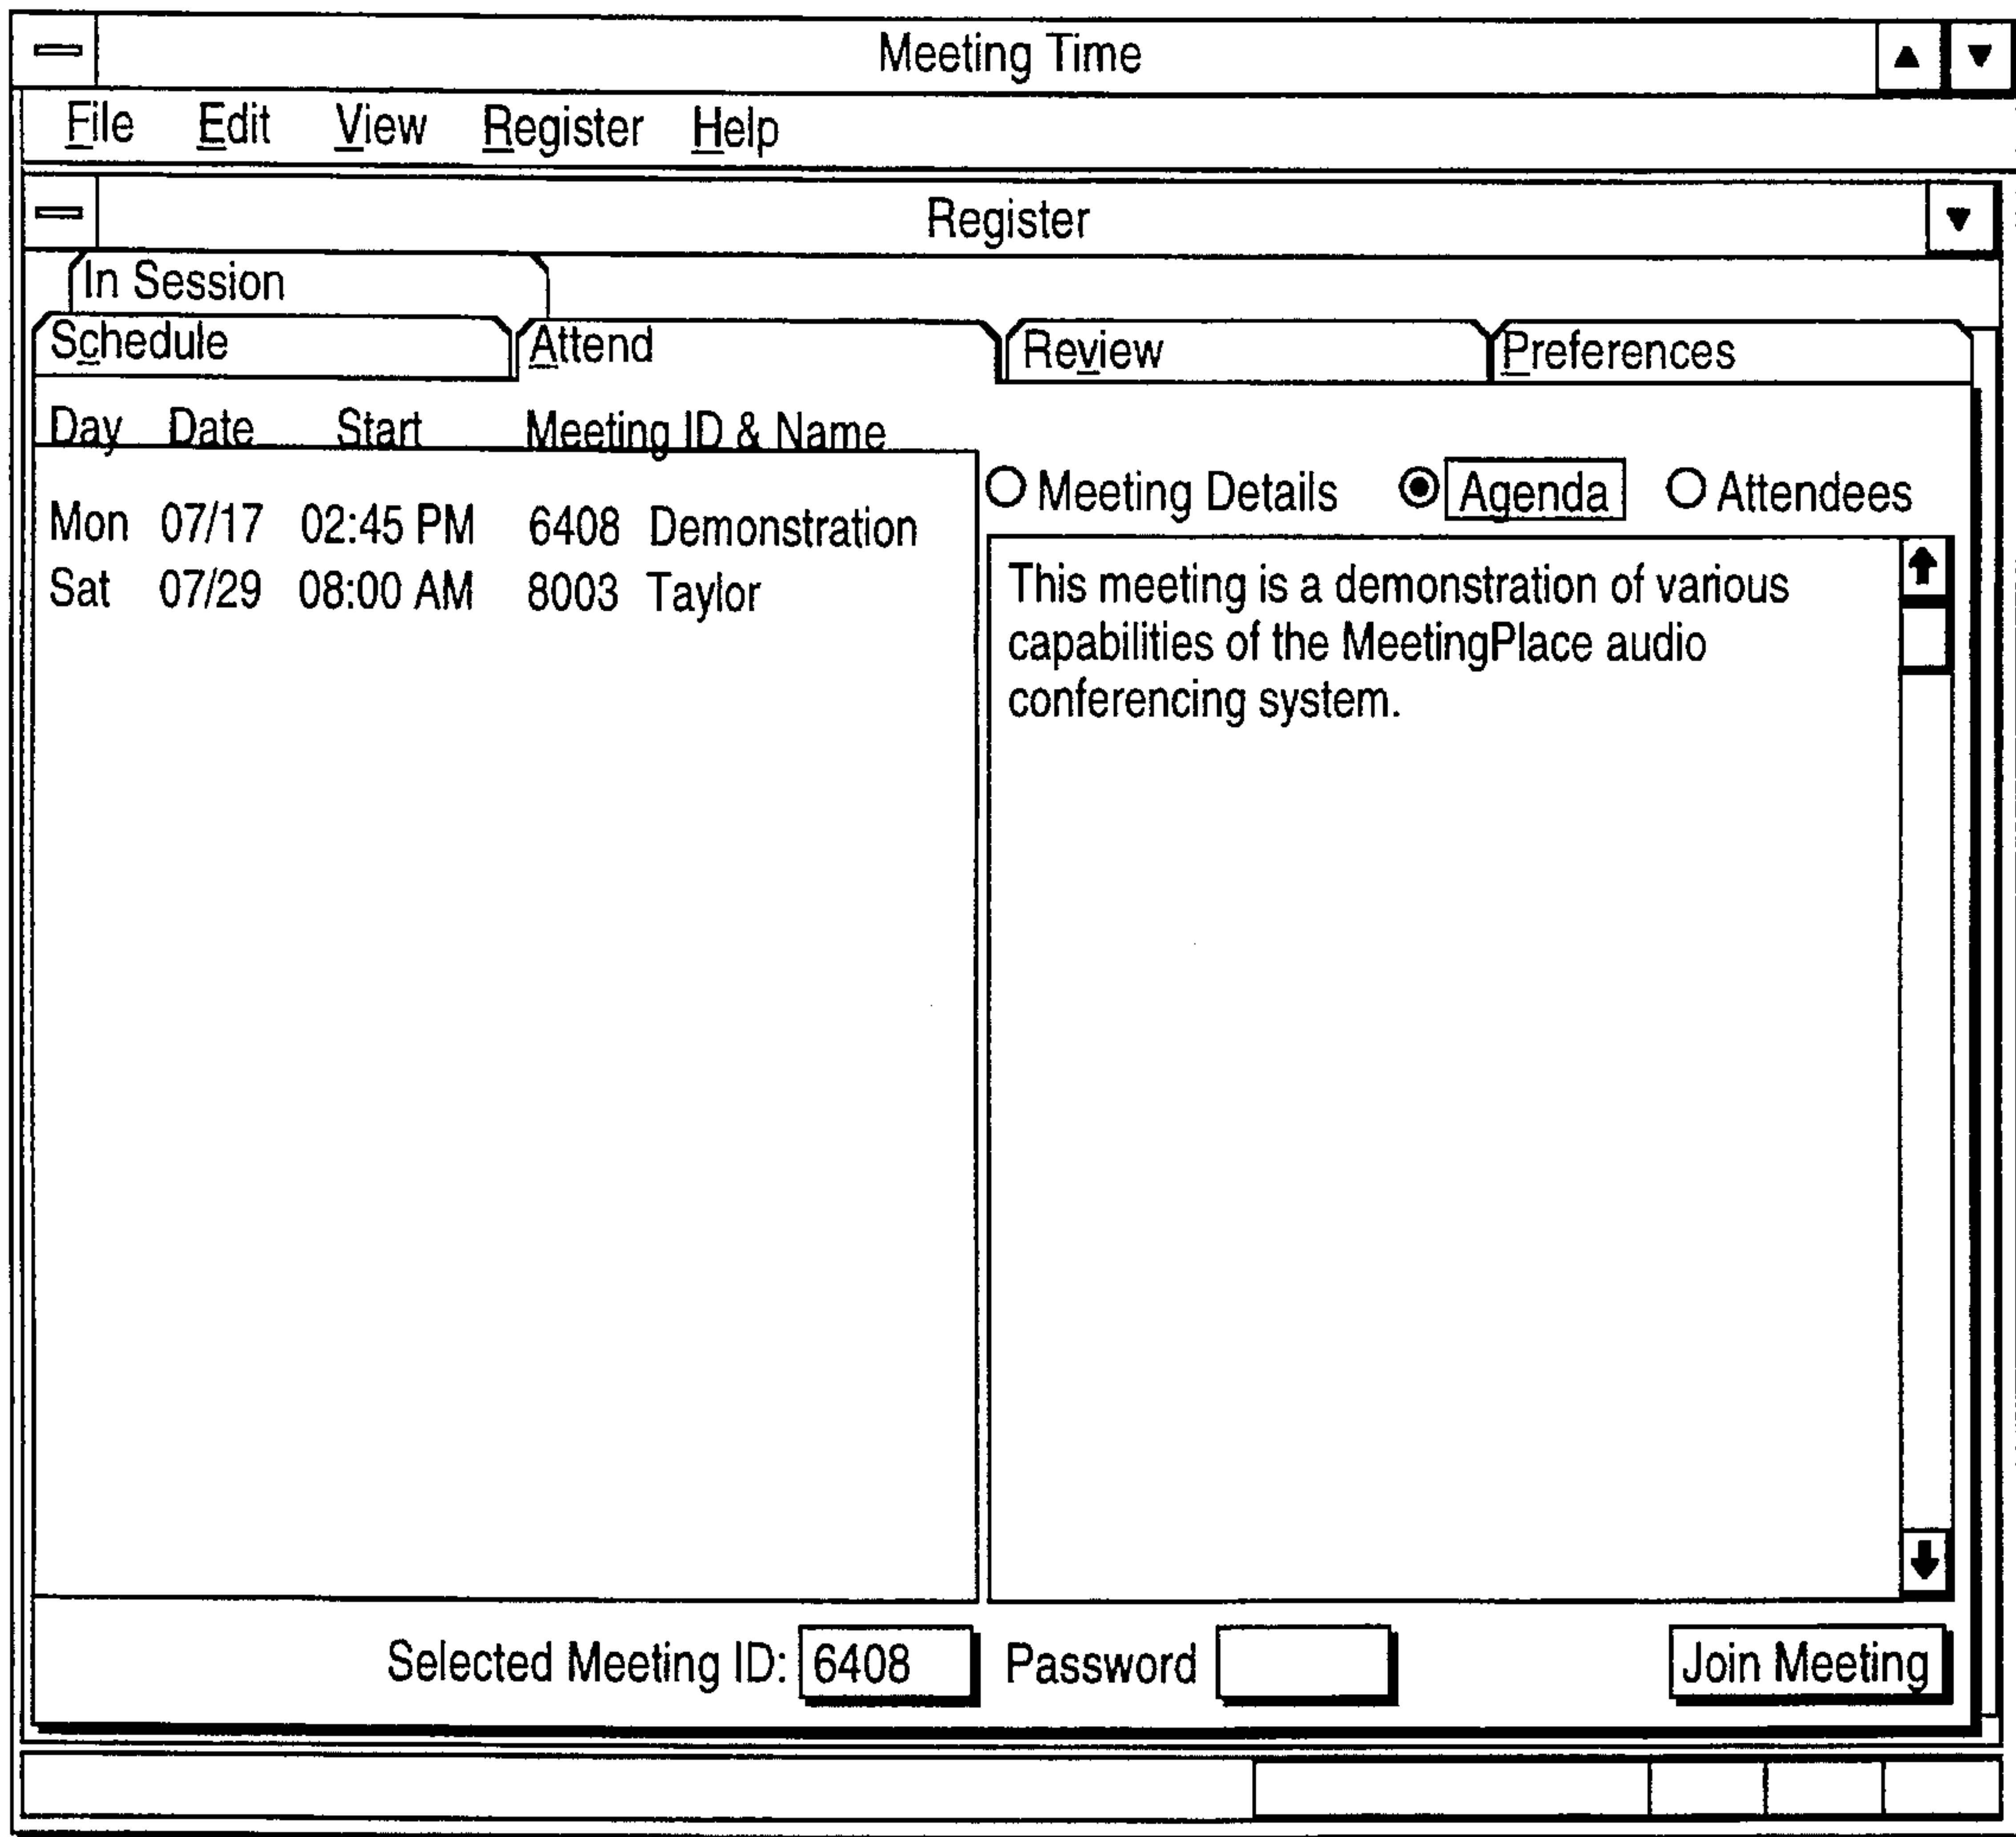 Meeting Time
File Edit View Register Help
Register
In Session
Schedule Attend Review Preferences
Day Date Start Meeting ID & Name
Mon 07/17 02:45 PM 6408 Demonstration
Sat 07/29 08:00 AM 8003 Taylor
Meeting Details Agenda Attendees
This meeting is a demonstration of various
capabilities of the MeetingPlace audio
conferencing system.
Selected Meeting ID: 6408 Password Join Meeting